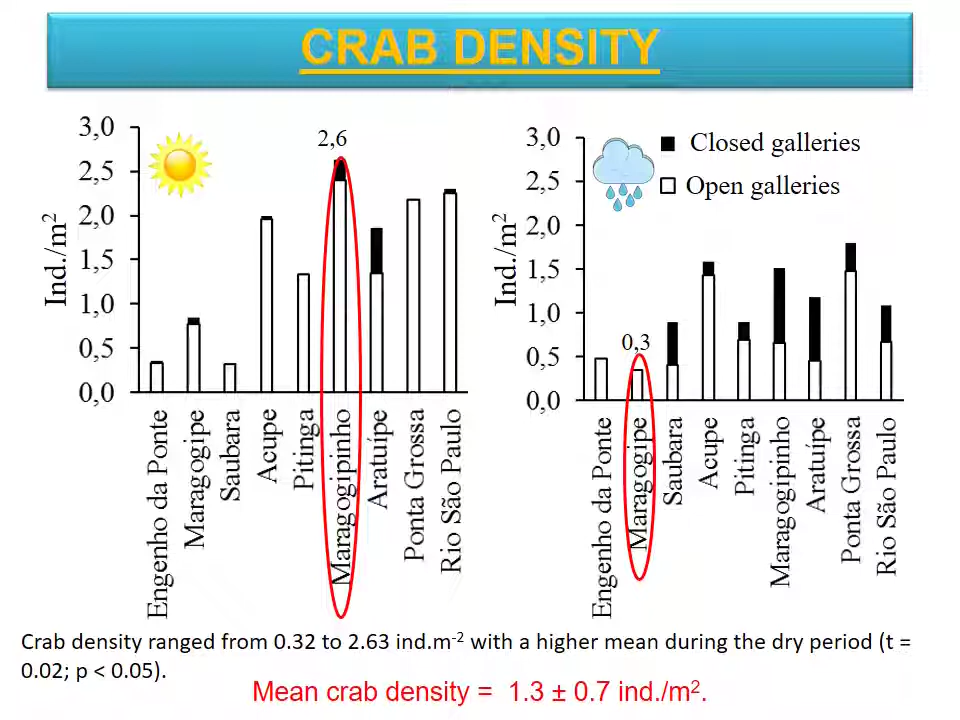 CRAB DENSITY
3,0
2,5
2,0
1,5
1,0
0,5
0,0
Ind./m²
2,6
Engenho da Ponte
Maragogipe
Saubara
Acupe
Pitinga
Maragogipinho
Aratuípe
Ponta Grossa
Rio São Paulo
3,0
2,5
2,0
1,5
1,0
0,5
0,0
Ind./m²
Closed galleries
Open galleries
0,3
Engenho da Ponte
Maragogipe
Saubara
Acupe
Pitinga
Maragogipinho
Aratuípe
Ponta Grossa
Rio São Paulo
Crab density ranged from 0.32 to 2.63 ind.m⁻² with a higher mean during the dry period (t =
0.02; p < 0.05).
Mean crab density = 1.3 ± 0.7 ind./m².